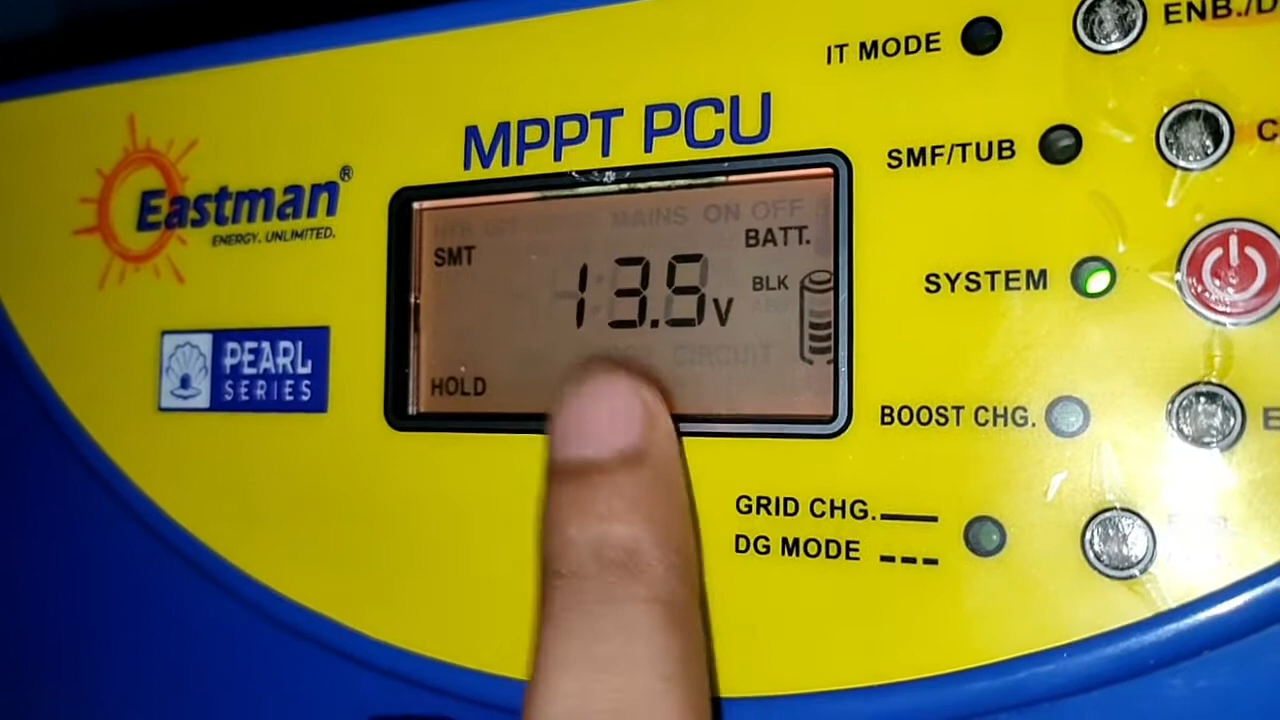 IT MODE
ENB./D
MPPT PCU
SMF/TUB
C
Eastman®
ENERGY. UNLIMITED.
MAINS ON OFF
SMT
BATT.
13.5V
BLK
SYSTEM
PEARL
SERIES
CIRCUIT
HOLD
BOOST CHG.
E
GRID CHG.
DG MODE